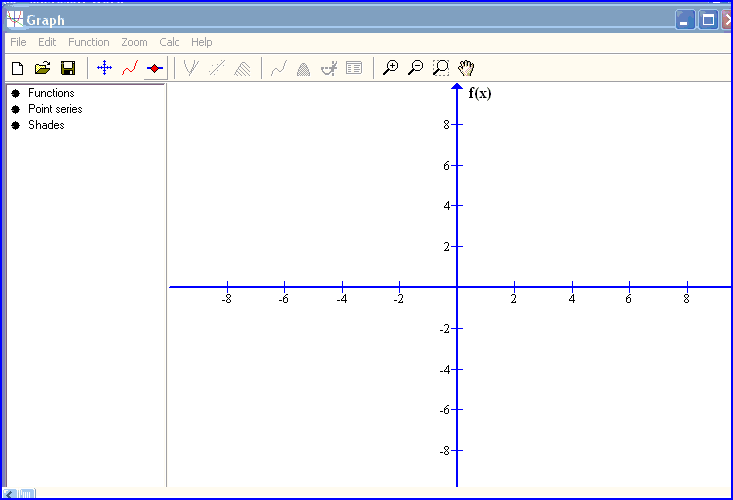 Graph
File Edit Function Zoom Calc Help
Functions
Point series
Shades
f(x)
8
6
4
2
-8 -6 -4 -2 2 4 6 8
-2
-4
-6
-8